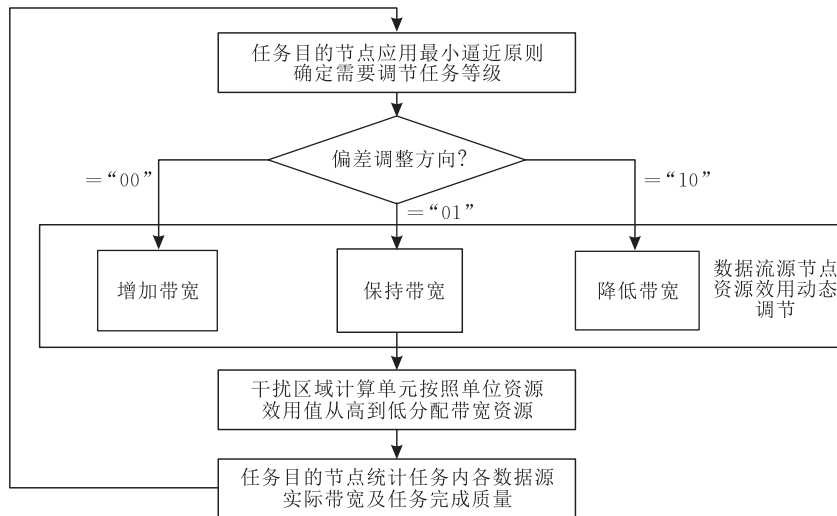 任务目的节点应用最小逼近原则
确定需要调节任务等级
偏差调整方向?
=“00”
=“10”
=“01”
增加带宽
保持带宽
降低带宽
数据流源节点
资源效用动态
调节
干扰区域计算单元按照单位资源
效用值从高到低分配带宽资源
任务目的节点统计任务内各数据源
实际带宽及任务完成质量